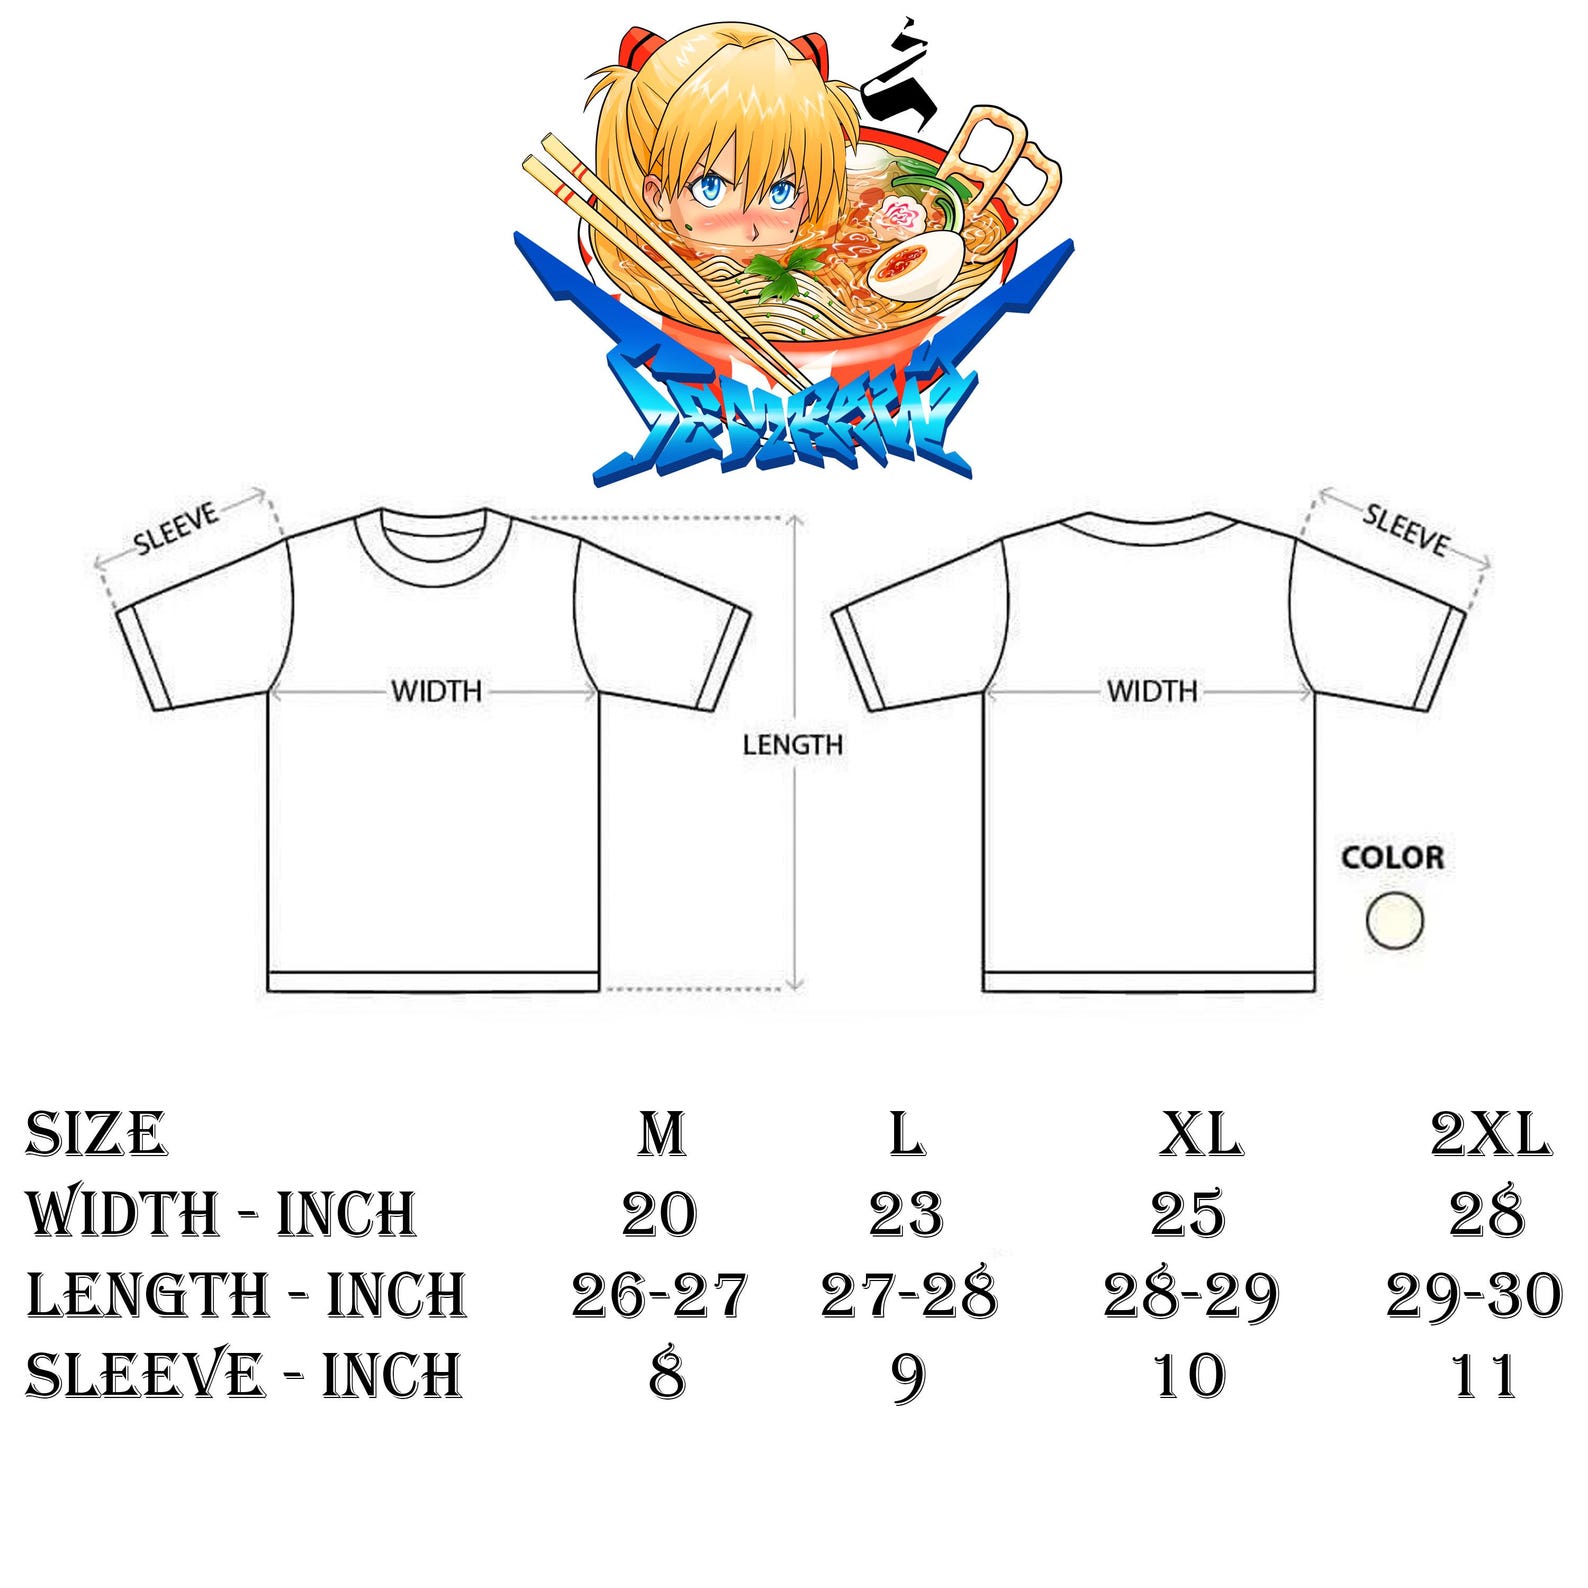 SEMRAW
SLEEVE
SLEEVE
WIDTH
WIDTH
LENGTH
COLOR
SIZE M L XL 2XL
WIDTH - INCH 20 23 25 28
LENGTH - INCH 26-27 27-28 28-29 29-30
SLEEVE - INCH 8 9 10 11